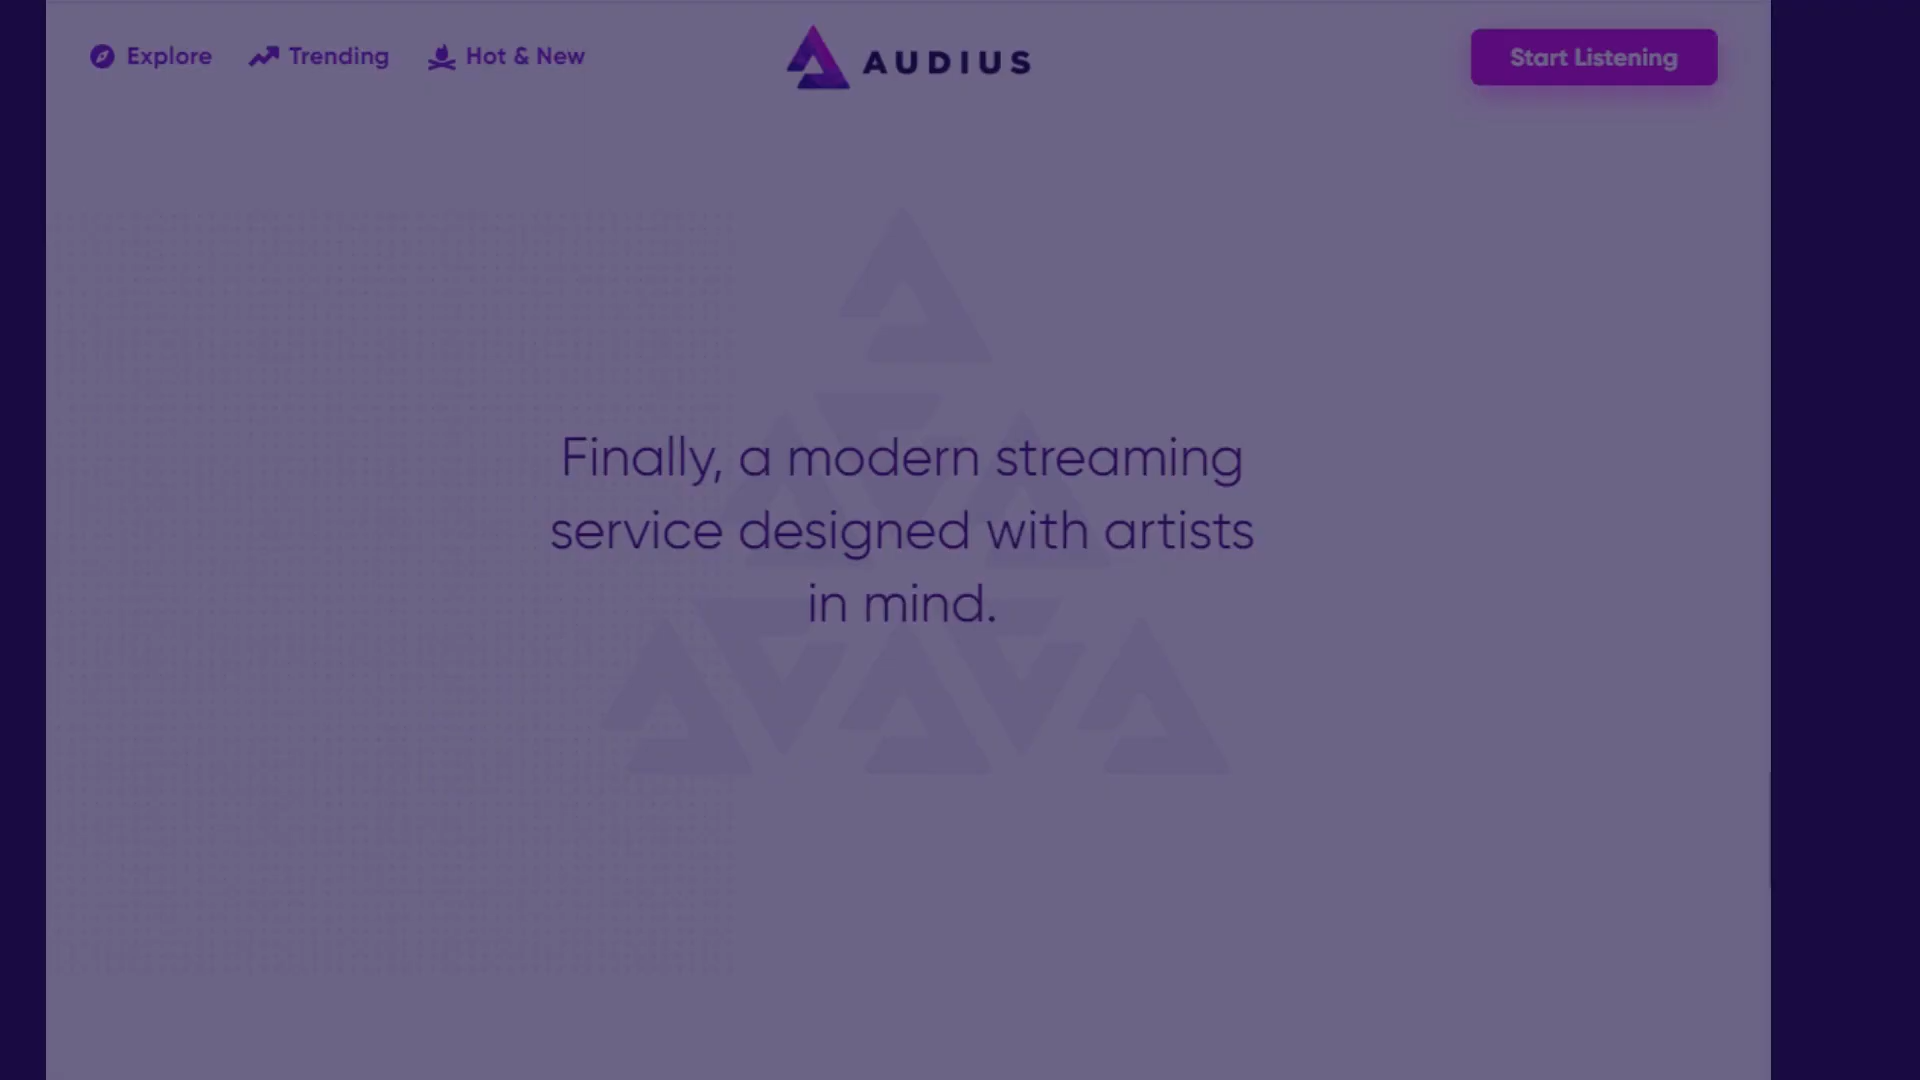 Explore Trending Hot & New AUDIUS Start Listening
Finally, a modern streaming
service designed with artists
in mind.